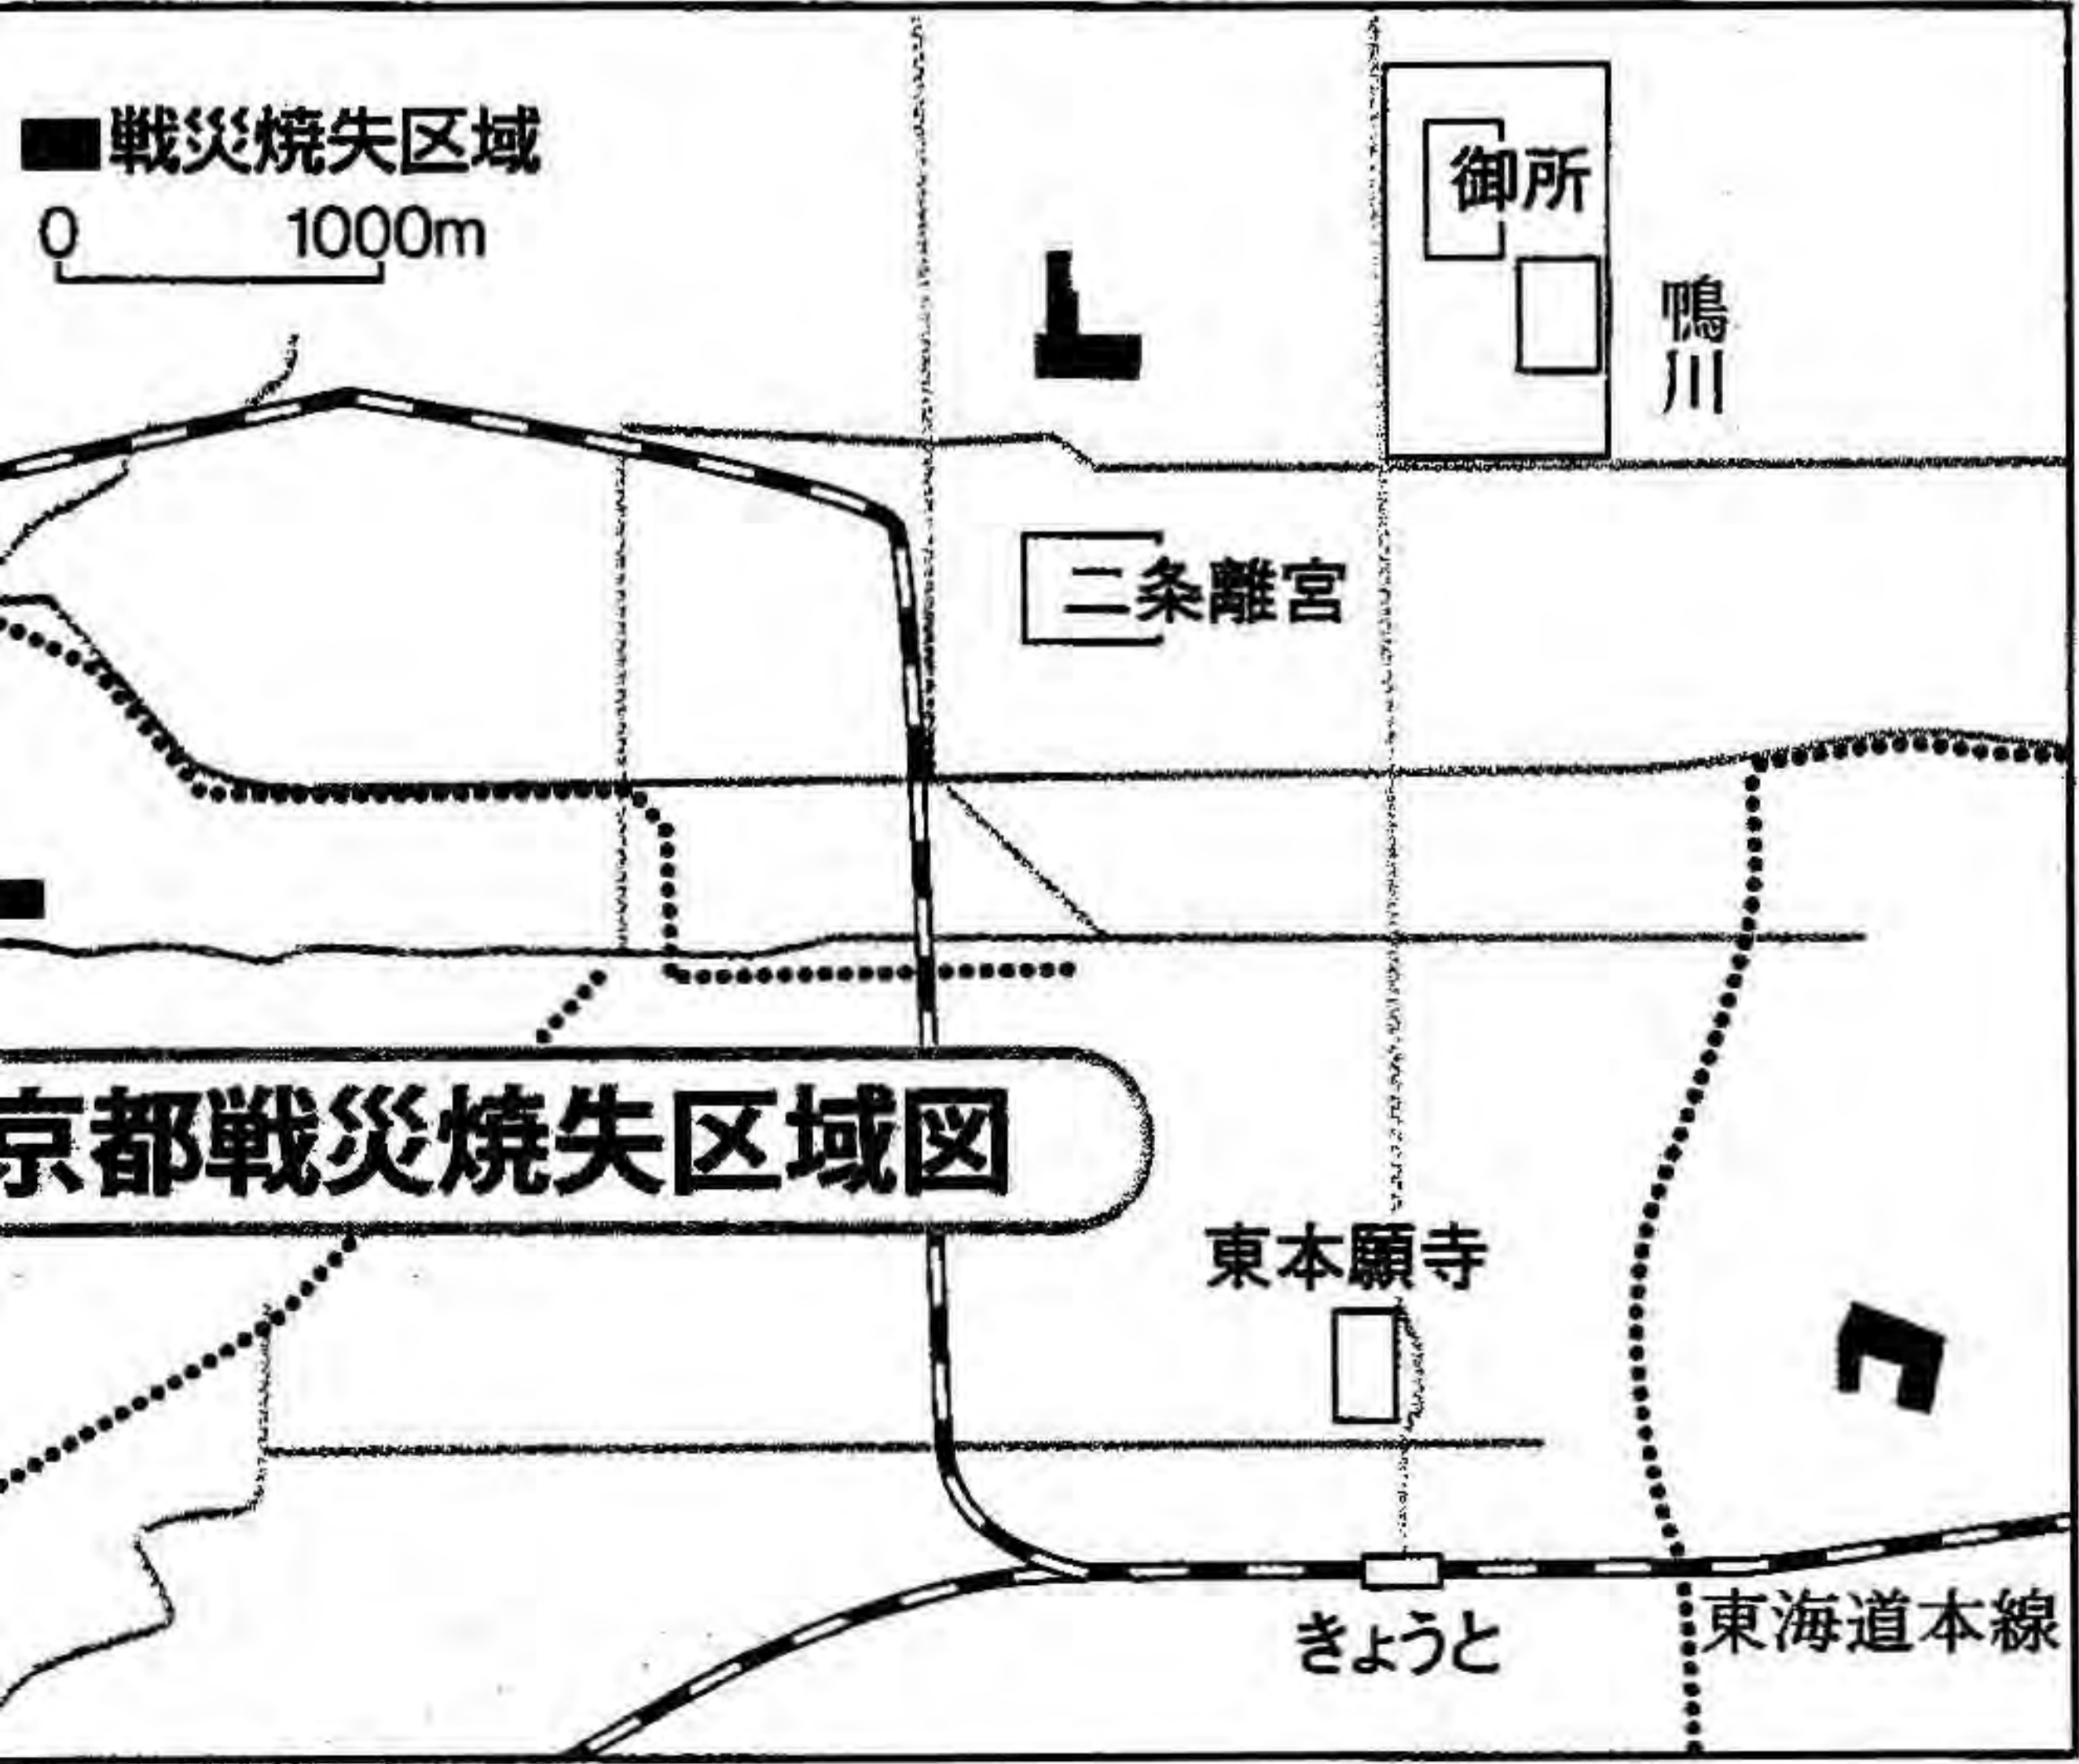 戦災焼失区域
0 1000m
御所
鴨川
二条離宮
京都戦災焼失区域図
東本願寺
きょうと
東海道本線